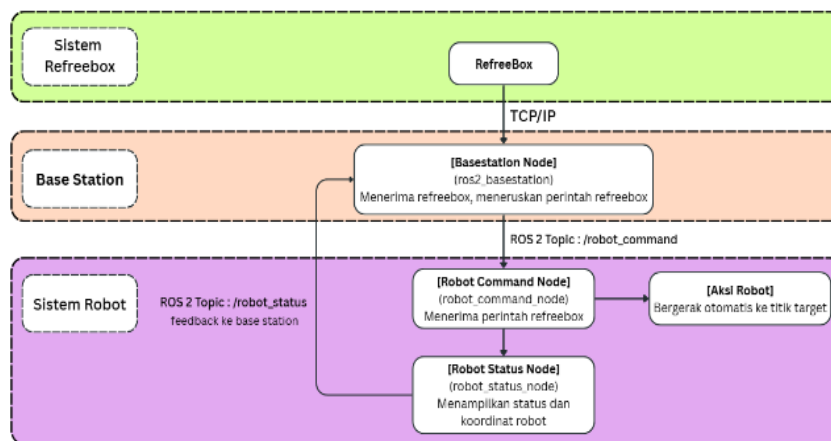 Sistem
Refreebox
RefreeBox
TCP/IP
Base Station
[Basestation Node]
(ros2_basestation)
Menerima refreebox, meneruskan perintah refreebox
ROS 2 Topic : /robot_command
Sistem Robot
ROS 2 Topic : /robot_status
feedback ke base station
[Robot Command Node]
(robot_command_node)
Menerima perintah refreebox
[Aksi Robot]
Bergerak otomatis ke titik target
[Robot Status Node]
(robot_status_node)
Menampilkan status dan
koordinat robot